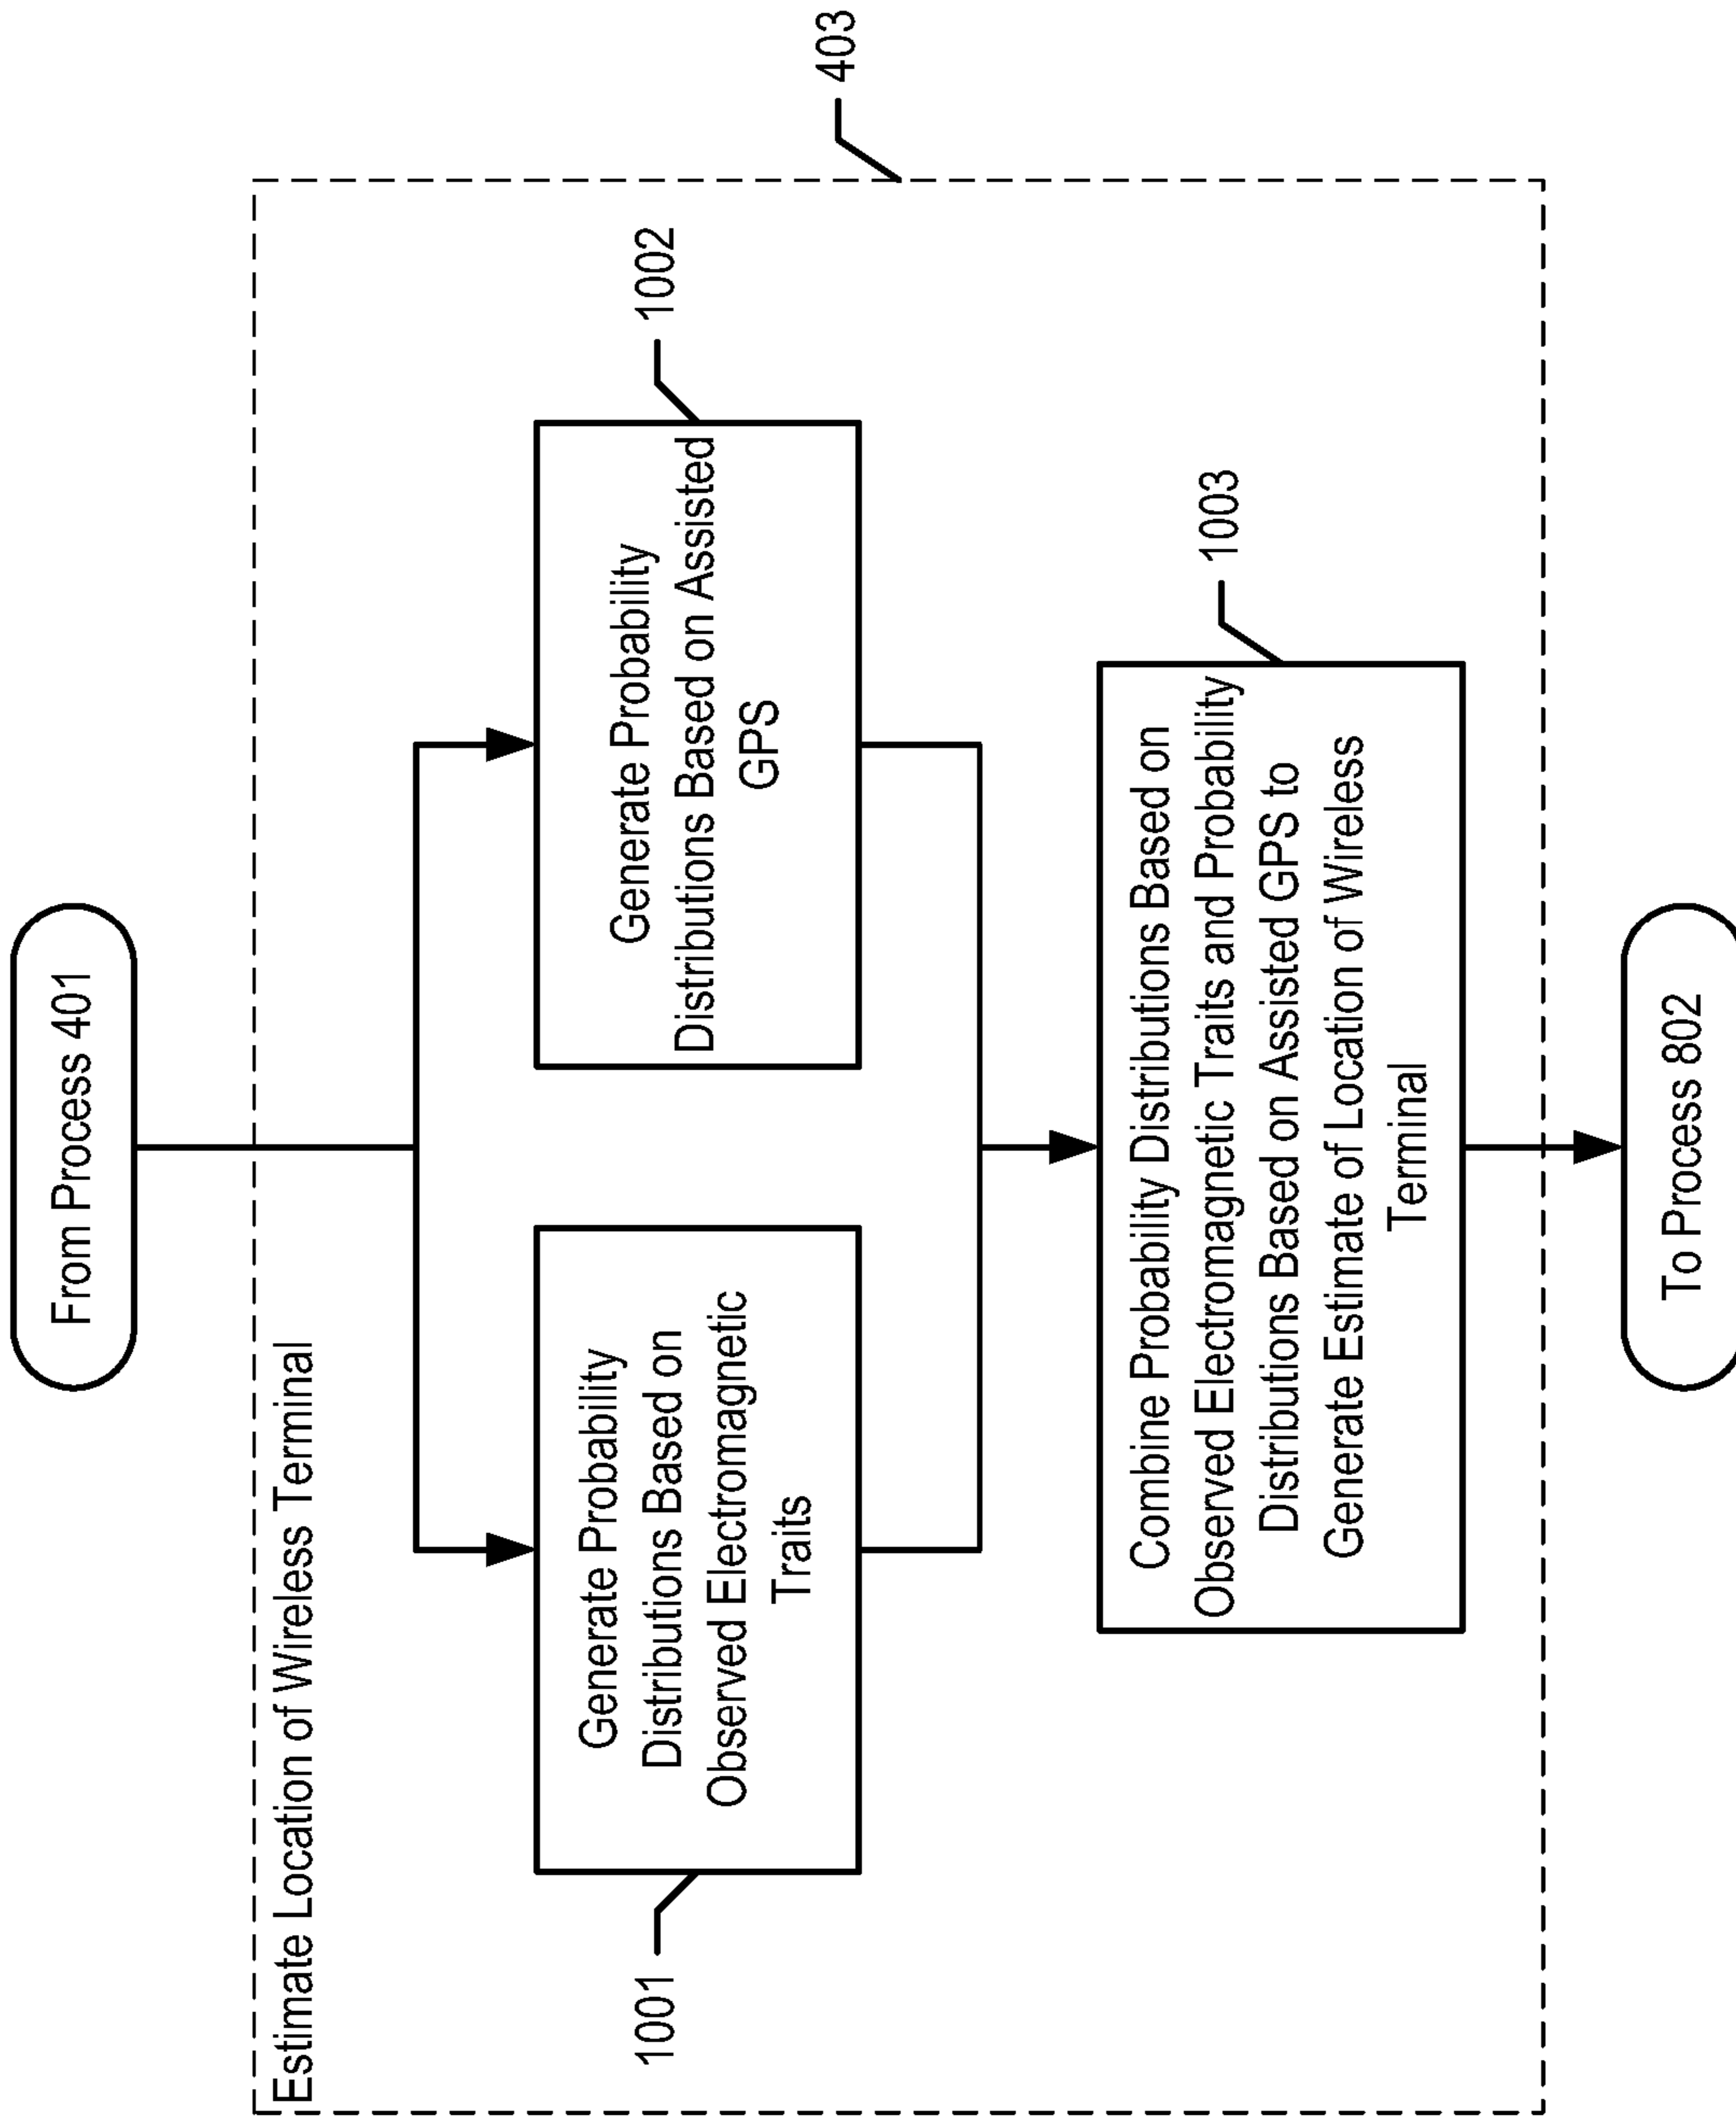 From Process 401
Estimate Location of Wireless Terminal
403
1001
Generate Probability
Distributions Based on
Observed Electromagnetic
Traits
Generate Probability
Distributions Based on Assisted
GPS
1002
Combine Probability Distributions Based on
Observed Electromagnetic Traits and Probability
Distributions Based on Assisted GPS to
Generate Estimate of Location of Wireless
Terminal
1003
To Process 802